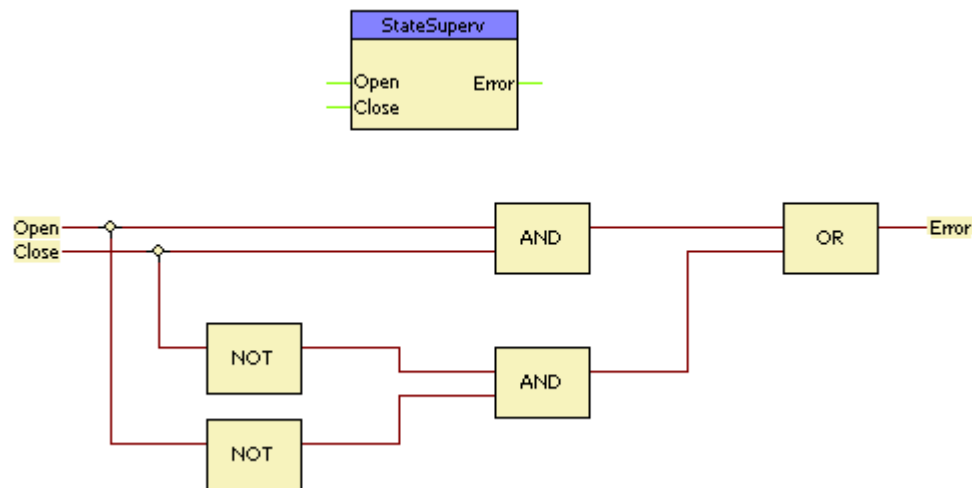 StateSuperv
Open Error
Close
Open AND OR Error
Close
NOT AND
NOT